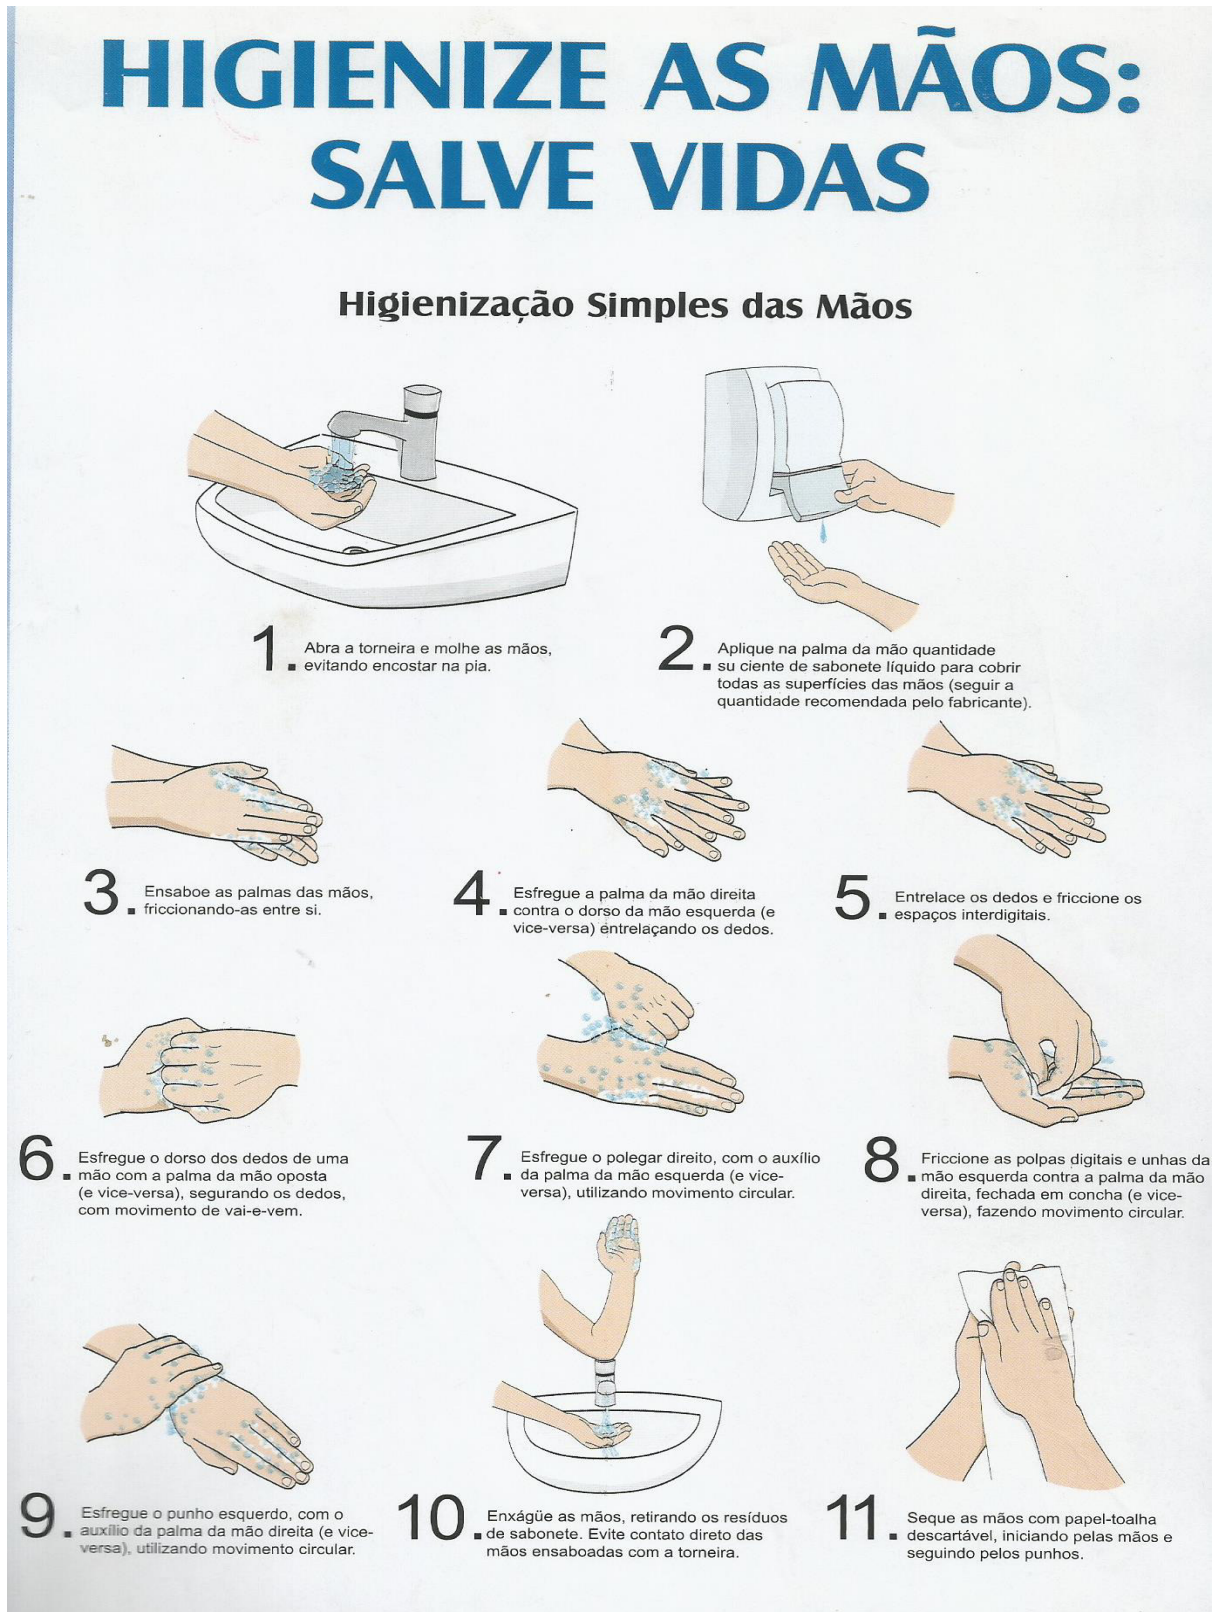 HIGIENIZE AS MÃOS:
SALVE VIDAS
Higienização Simples das Mãos
1. Abra a torneira e molhe as mãos,
evitando encostar na pia.
2. Aplique na palma da mão quantidade
su ciente de sabonete líquido para cobrir
todas as superfícies das mãos (seguir a
quantidade recomendada pelo fabricante).
3. Ensaboe as palmas das mãos,
friccionando-as entre si.
4. Esfregue a palma da mão direita
contra o dorso da mão esquerda (e
vice-versa) entrelaçando os dedos.
5. Entrelace os dedos e friccione os
espaços interdigitais.
6. Esfregue o dorso dos dedos de uma
mão com a palma da mão oposta
(e vice-versa), segurando os dedos,
com movimento de vai-e-vem.
7. Esfregue o polegar direito, com o auxílio
da palma da mão esquerda (e vice-
versa), utilizando movimento circular.
8. Friccione as polpas digitais e unhas da
mão esquerda contra a palma da mão
direita, fechada em concha (e vice-
versa), fazendo movimento circular.
9. Esfregue o punho esquerdo, com o
auxílio da palma da mão direita (e vice-
versa), utilizando movimento circular.
10. Enxágüe as mãos, retirando os resíduos
de sabonete. Evite contato direto das
mãos ensaboadas com a torneira.
11. Seque as mãos com papel-toalha
descartável, iniciando pelas mãos e
seguindo pelos punhos.